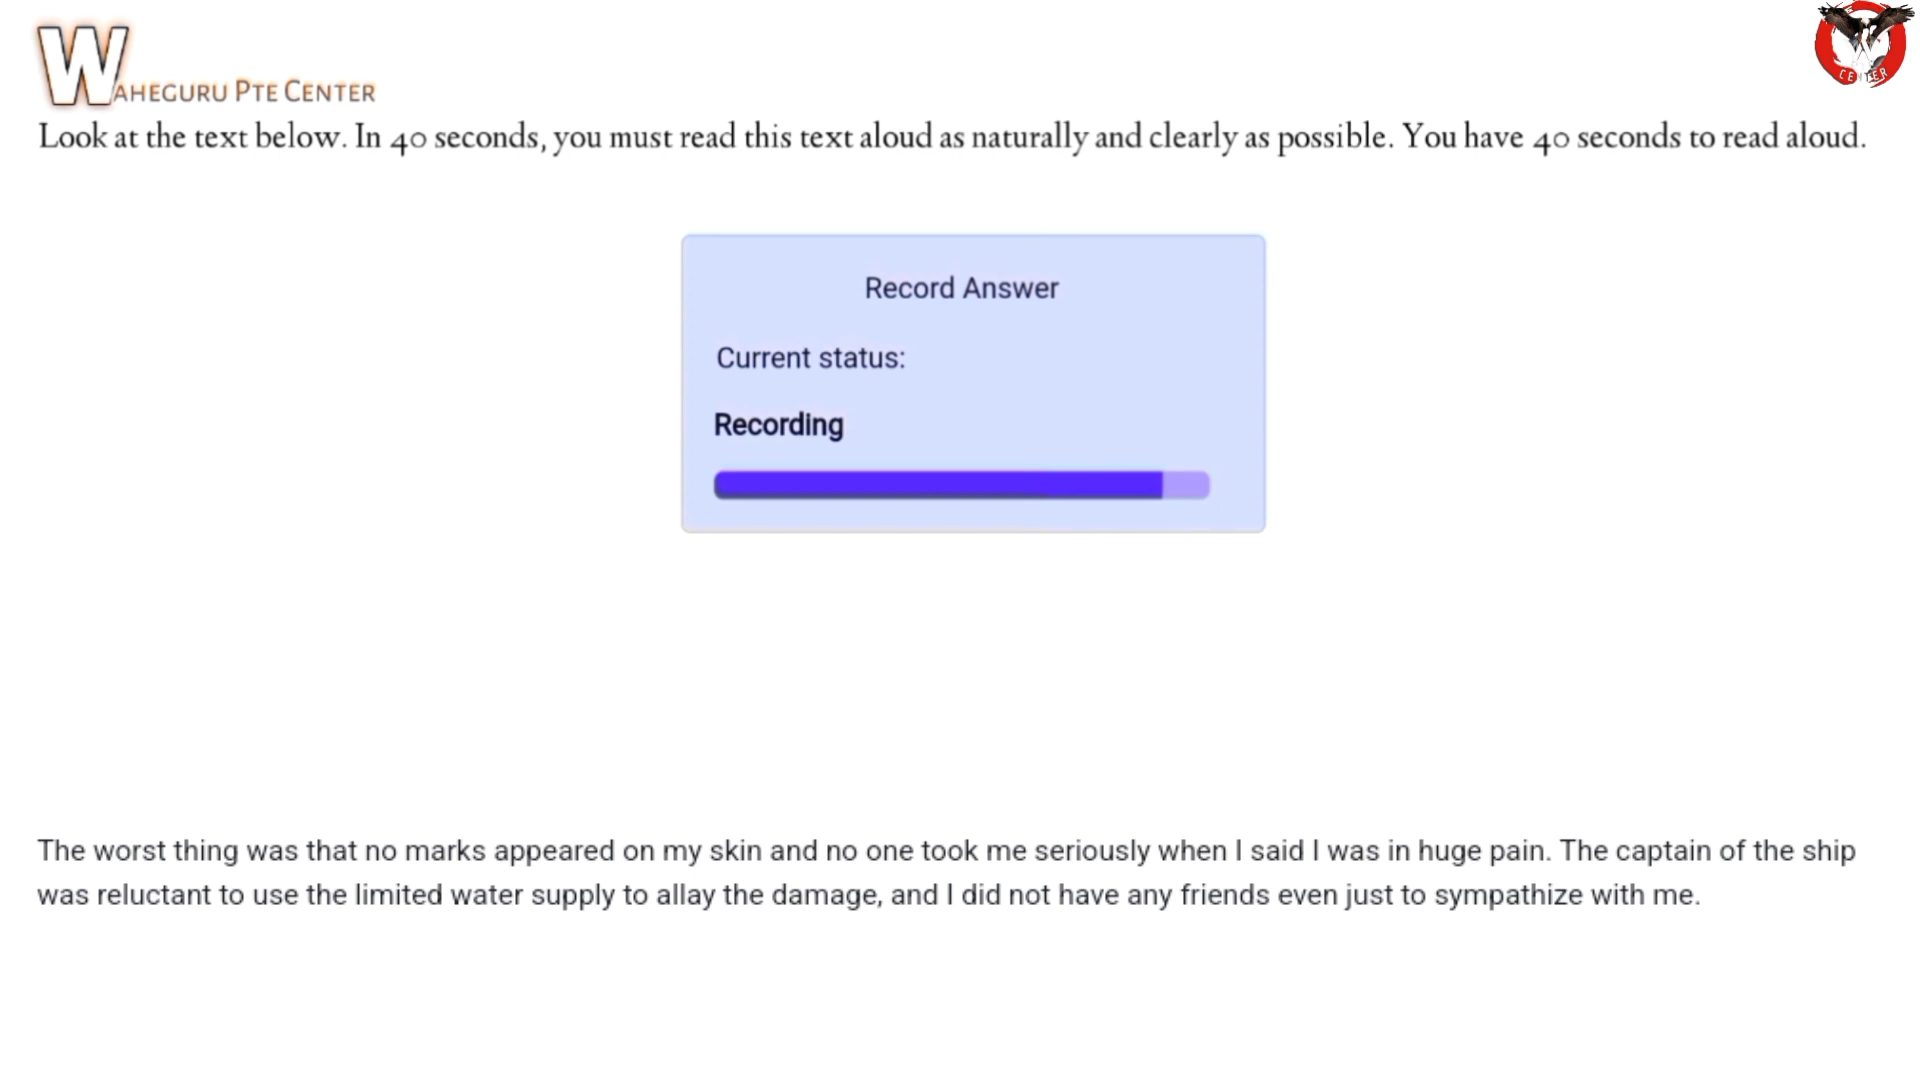 WAHEGURU PTE CENTER
CENTER
Look at the text below. In 40 seconds, you must read this text aloud as naturally and clearly as possible. You have 40 seconds to read aloud.
Record Answer
Current status:
Recording
The worst thing was that no marks appeared on my skin and no one took me seriously when I said I was in huge pain. The captain of the ship
was reluctant to use the limited water supply to allay the damage, and I did not have any friends even just to sympathize with me.